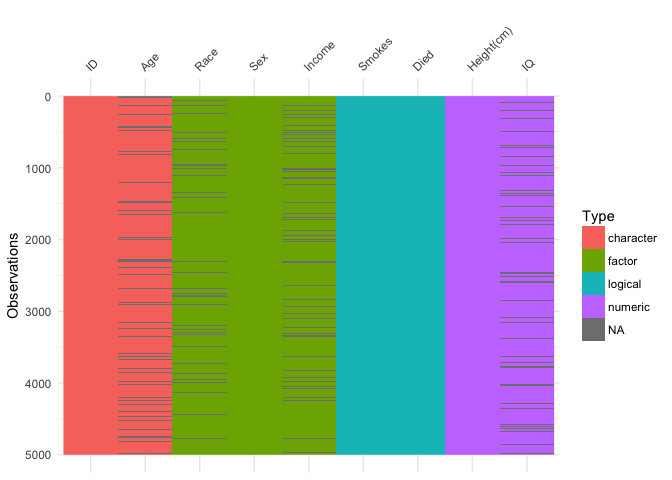 ID Age Race Sex Income Smokes Died Height(cm) IQ
0
1000
2000
3000
4000
5000
Observations
Type
character
factor
logical
numeric
NA